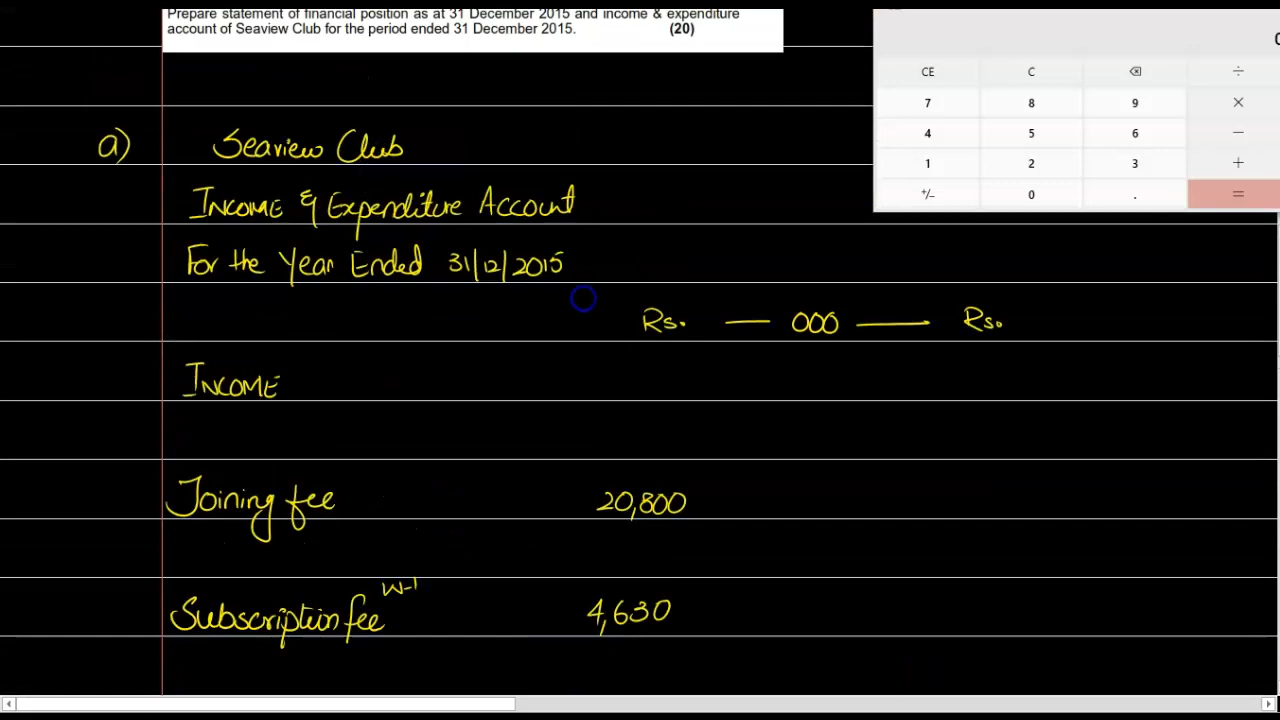 Prepare statement of financial position as at 31 December 2015 and income & expenditure
account of Seaview Club for the period ended 31 December 2015. (20)
CE C ⌫ ÷
7 8 9 ×
4 5 6 −
1 2 3 +
+/− 0 . =
a) Seaview Club
INCOME & Expenditure Account
For the Year Ended 31/12/2015
Rs. — 000 — Rs.
INCOME
Joining fee 20,800
Subscription fee W-1 4,630